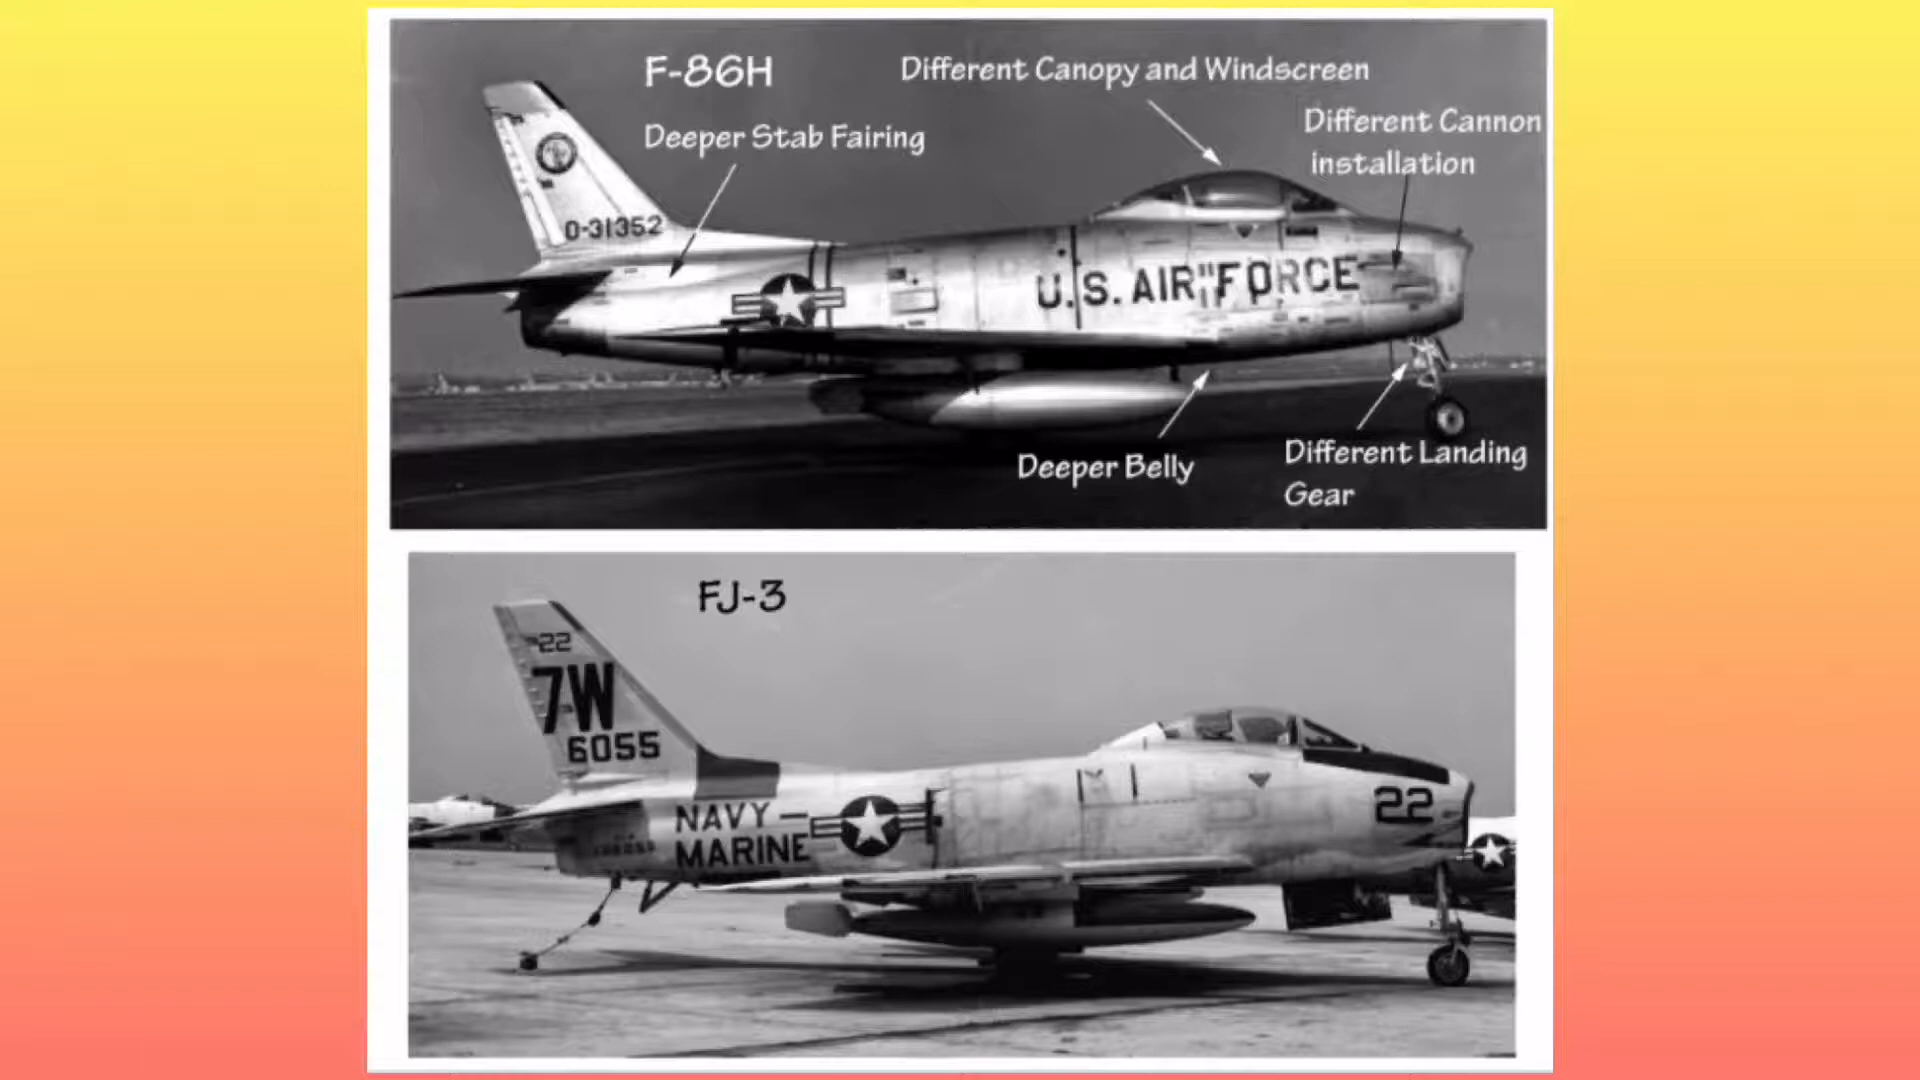 F-86H
Different Canopy and Windscreen
Different Cannon
installation
Deeper Stab Fairing
0-31352
U.S. AIR FORCE
Deeper Belly
Different Landing
Gear
FJ-3
22
7W
6055
NAVY
MARINE
22